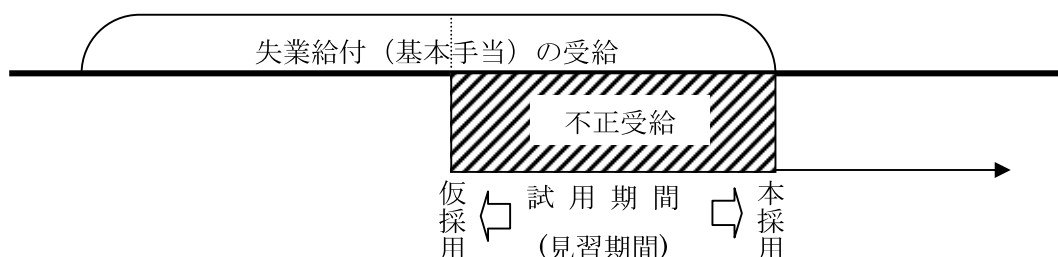 失業給付（基本手当）の受給
不正受給
仮採用
試用期間
(見習期間)
本採用